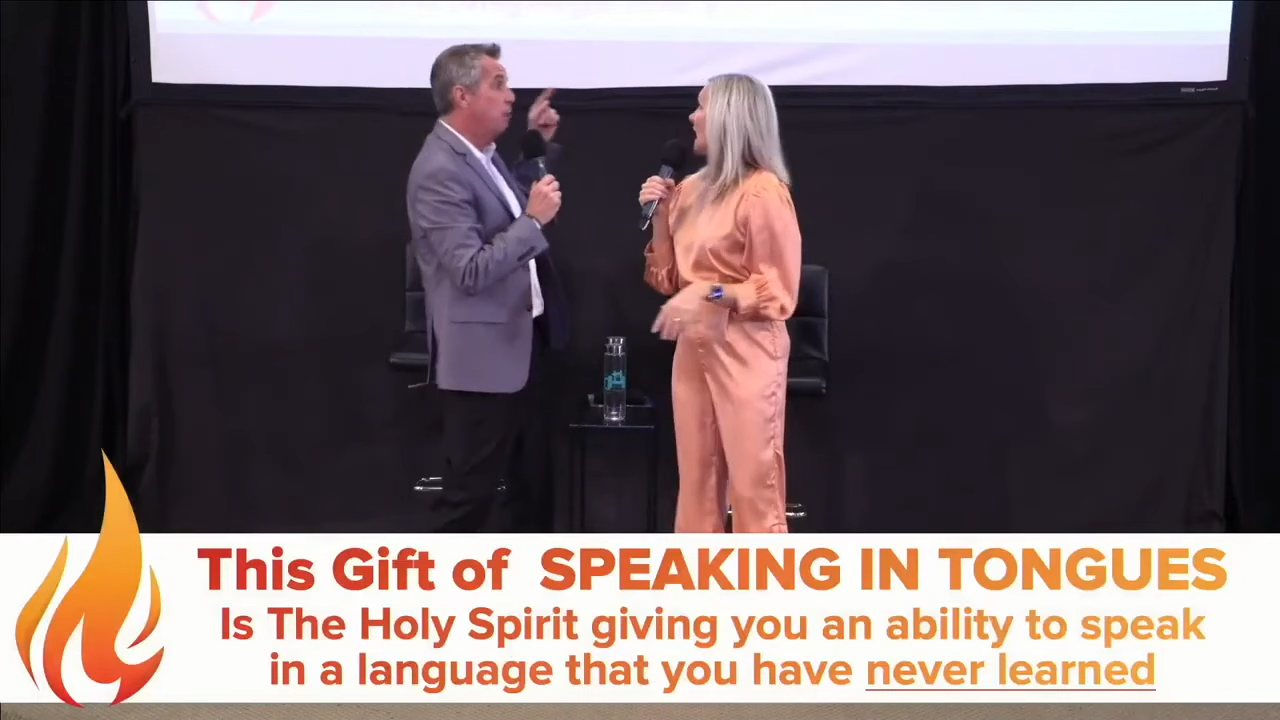 This Gift of SPEAKING IN TONGUES
Is The Holy Spirit giving you an ability to speak
in a language that you have never learned